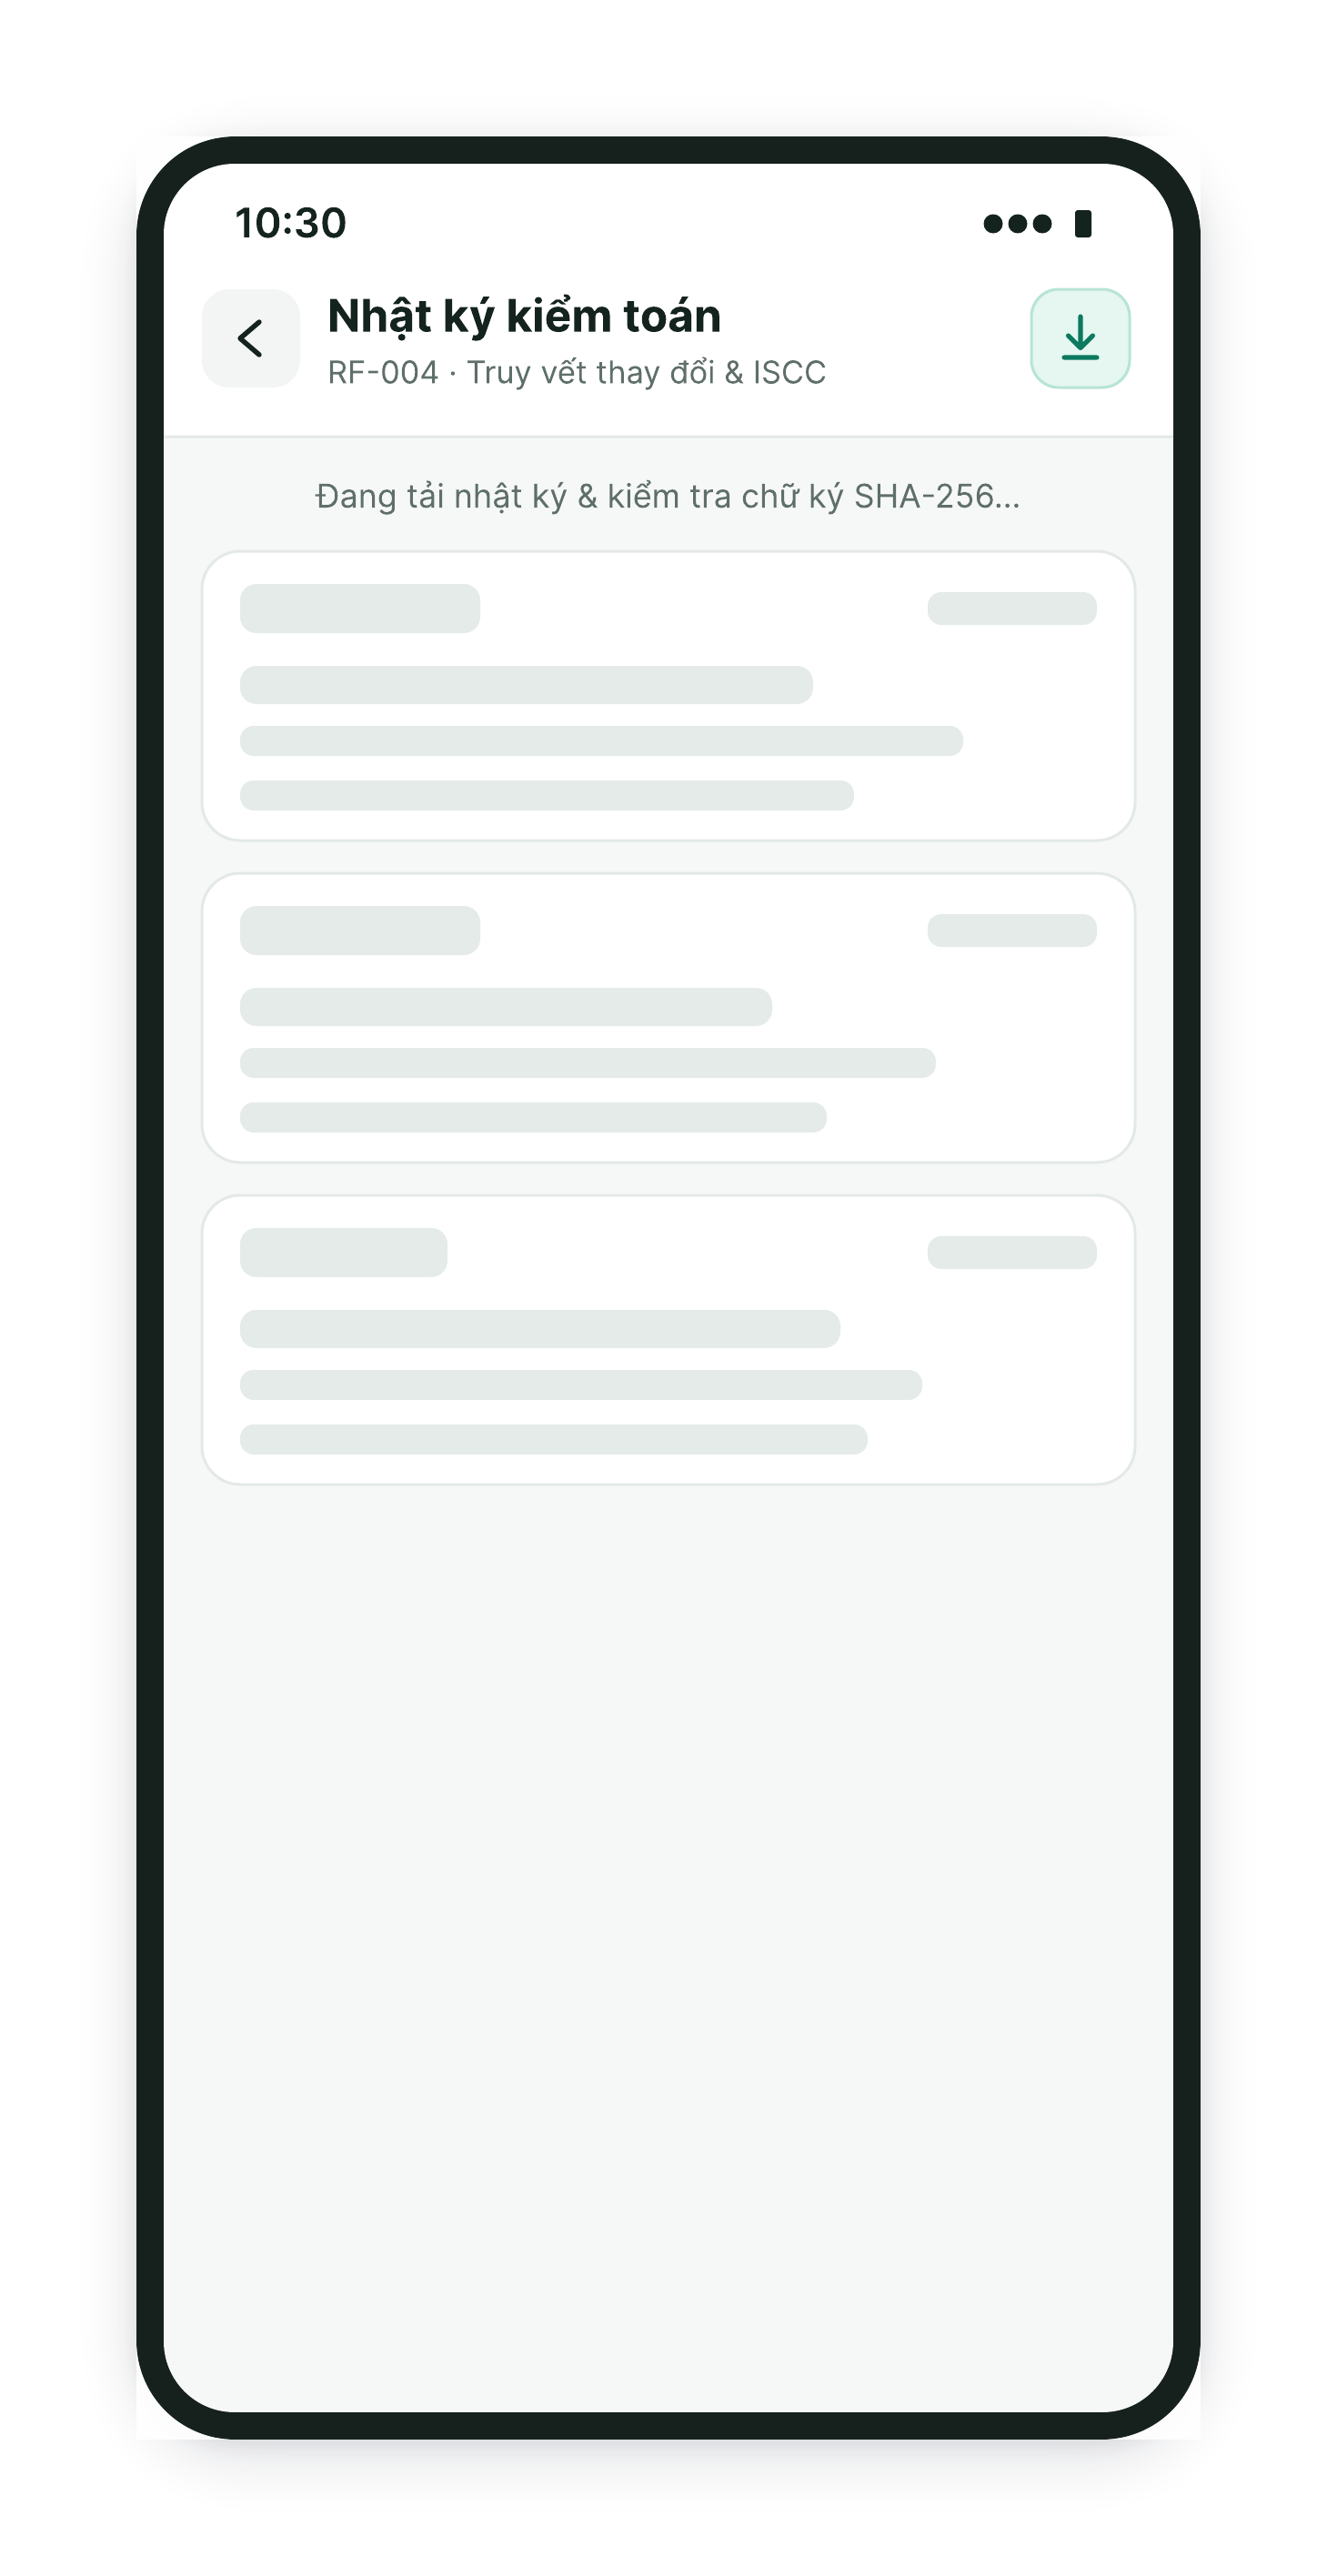 10:30
Nhật ký kiểm toán
RF-004 · Truy vết thay đổi & ISCC
Đang tải nhật ký & kiểm tra chữ ký SHA-256...